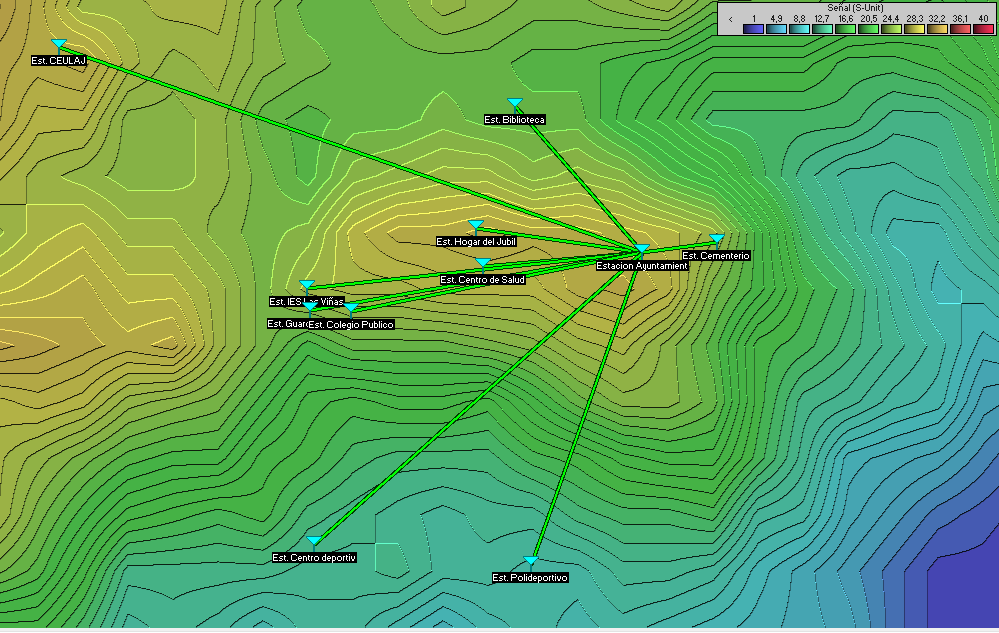 Señal (S-Unit)
< 1 4,9 8,8 12,7 16,6 20,5 24,4 28,3 32,2 36,1 40
Est. CEULAJ
Est. Biblioteca
Est. Hogar del Jubil
Est. Cementerio
Estacion Ayuntamient
Est. Centro de Salud
Est. IES Las Viñas
Est. Guar
Est. Colegio Publico
Est. Centro deportiv
Est. Polideportivo